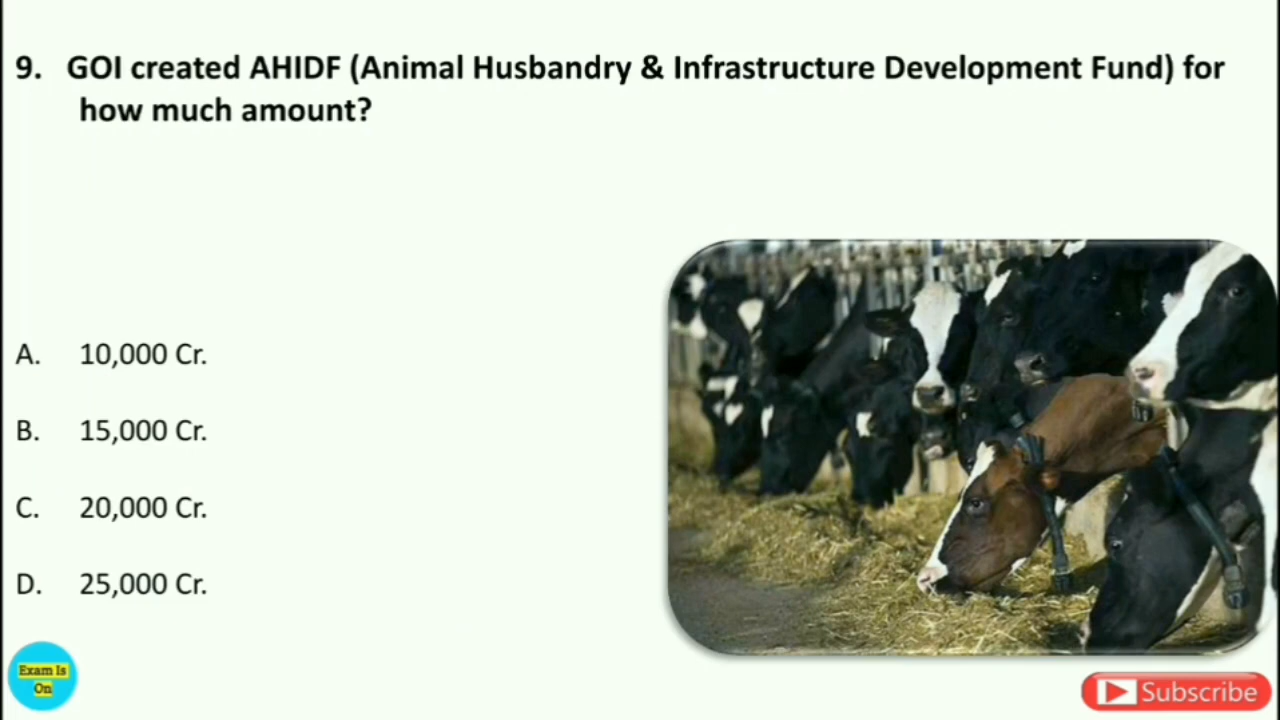 9. GOI created AHIDF (Animal Husbandry & Infrastructure Development Fund) for
how much amount?
A. 10,000 Cr.
B. 15,000 Cr.
C. 20,000 Cr.
D. 25,000 Cr.
Exam Is
On
Subscribe